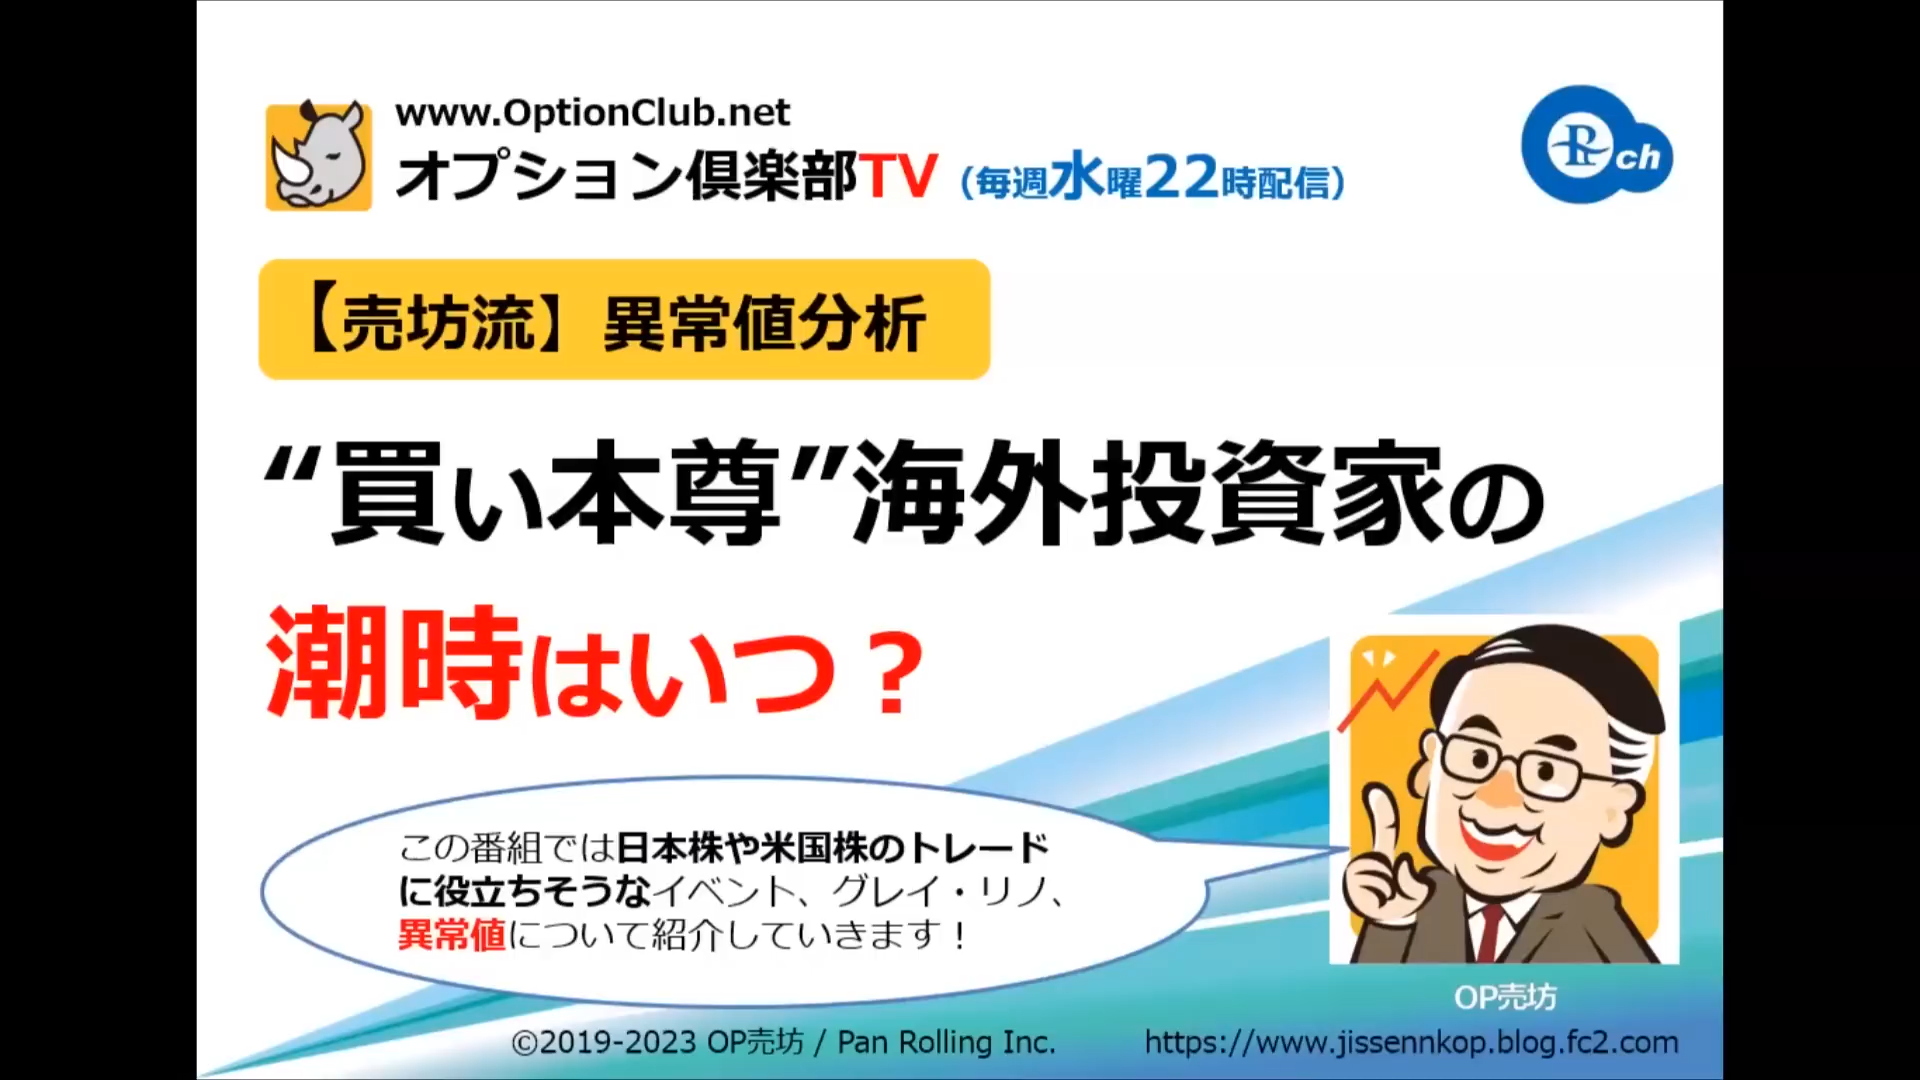 www.OptionClub.net
オプション倶楽部TV（毎週水曜22時配信）
R ch
【売坊流】異常値分析
“買い本尊”海外投資家の
潮時はいつ？
この番組では日本株や米国株のトレード
に役立ちそうなイベント、グレイ・リノ、
異常値について紹介していきます！
OP売坊
©2019-2023 OP売坊 / Pan Rolling Inc.
https://www.jissennkop.blog.fc2.com